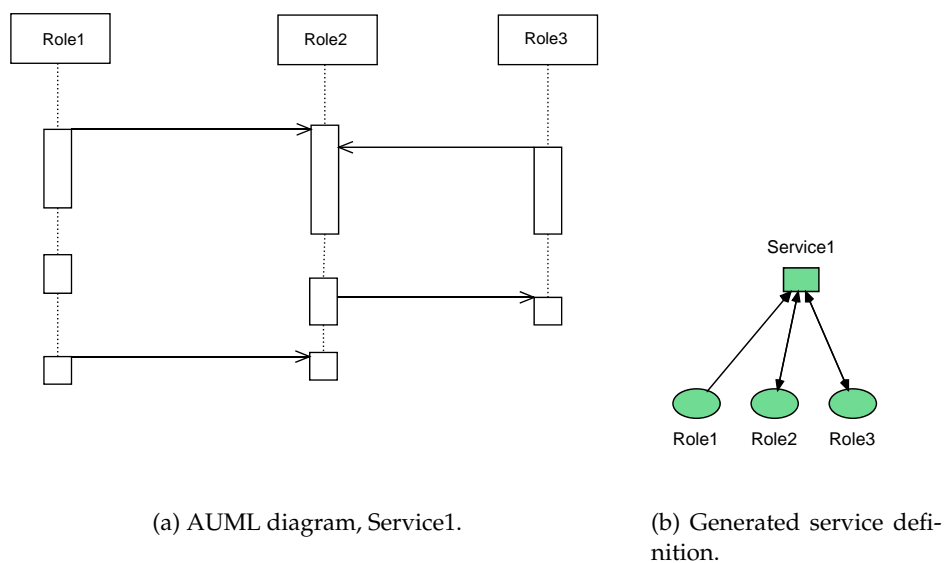 Role1
Role2
Role3
Service1
Role1
Role2
Role3
(a) AUML diagram, Service1.
(b) Generated service defi-
nition.